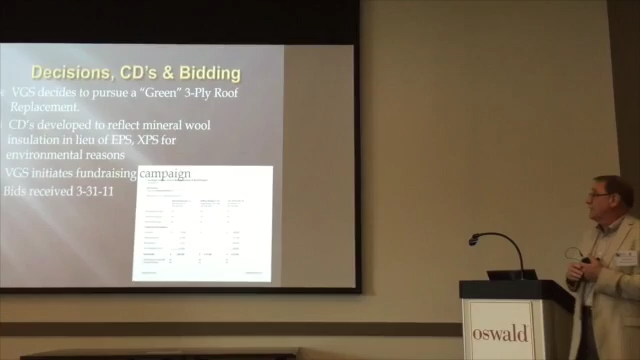 Decisions, CD's & Bidding
VGS decides to pursue a "Green" 3-Ply Roof
Replacement.
CD's developed to reflect mineral wool
insulation in lieu of EPS, XPS for
environmental reasons
VGS initiates fundraising campaign
Bids received 3-31-11
oswald